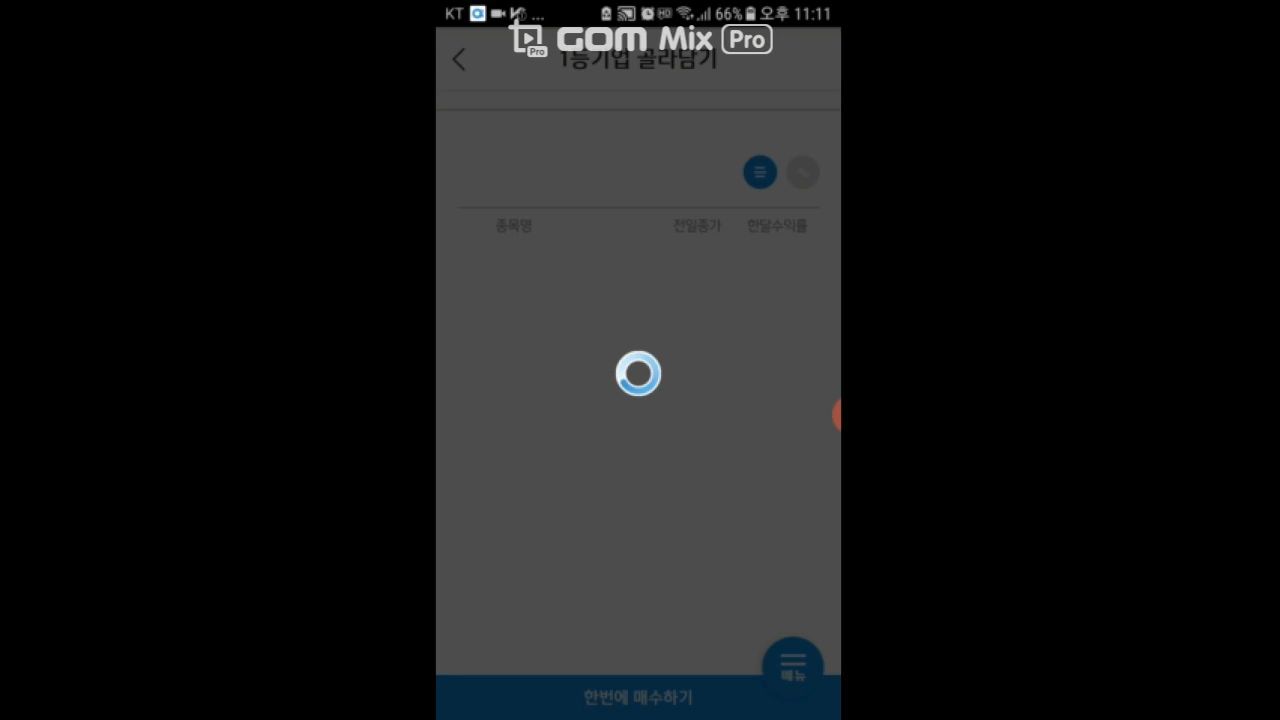 KT ... HD 66% 오후 11:11
Pro GOM Mix Pro
1등기업 골라담기
종목명 전일종가 한달수익률
메뉴
한번에 매수하기